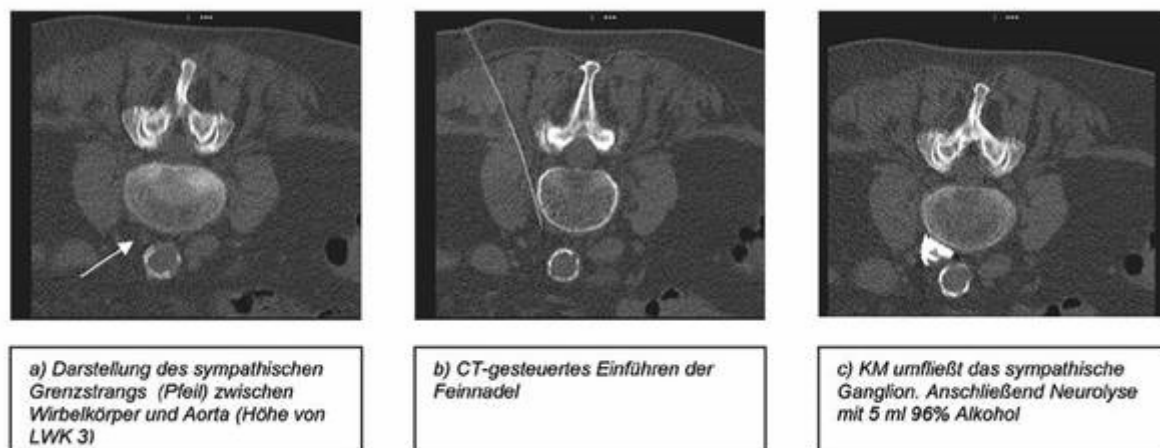 a) Darstellung des sympathischen
Grenzstrangs (Pfeil) zwischen
Wirbelkörper und Aorta (Höhe von
LWK 3)
b) CT-gesteuertes Einführen der
Feinnadel
c) KM umfließt das sympathische
Ganglion. Anschließend Neurolyse
mit 5 ml 96% Alkohol